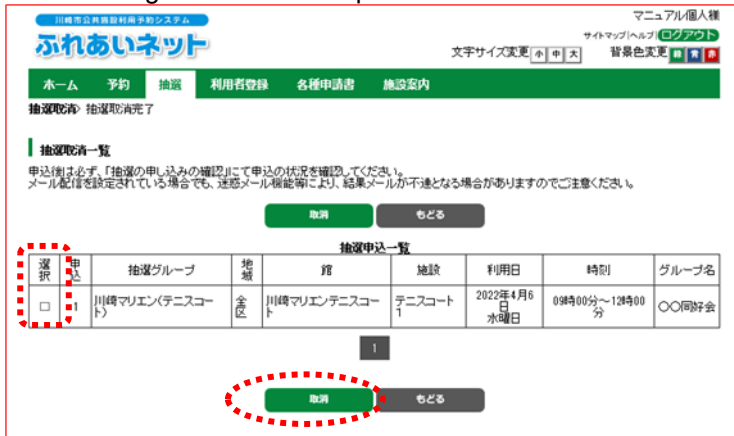 川崎市公共施設利用予約システム
ふれあいネット
マニュアル個人様
サイトマップ|ヘルプ|ログアウト
文字サイズ変更 小 中 大 背景色変更 緑 青 赤
ホーム 予約 抽選 利用者登録 各種申請書 施設案内
抽選取消> 抽選取消完了
抽選取消一覧
申込後は必ず、「抽選の申し込みの確認」にて申込の状況を確認してください。
メール配信を設定されている場合でも、迷惑メール機能等により、結果メールが不達となる場合がありますのでご注意ください。
取消 もどる
抽選申込一覧
選択 申込 抽選グループ 地域 館 施設 利用日 時刻 グループ名
1 川崎マリエン(テニスコート) 全区 川崎マリエンテニスコート テニスコート1 2022年4月6日 水曜日 09時00分~12時00分 〇〇同好会
1
取消 もどる